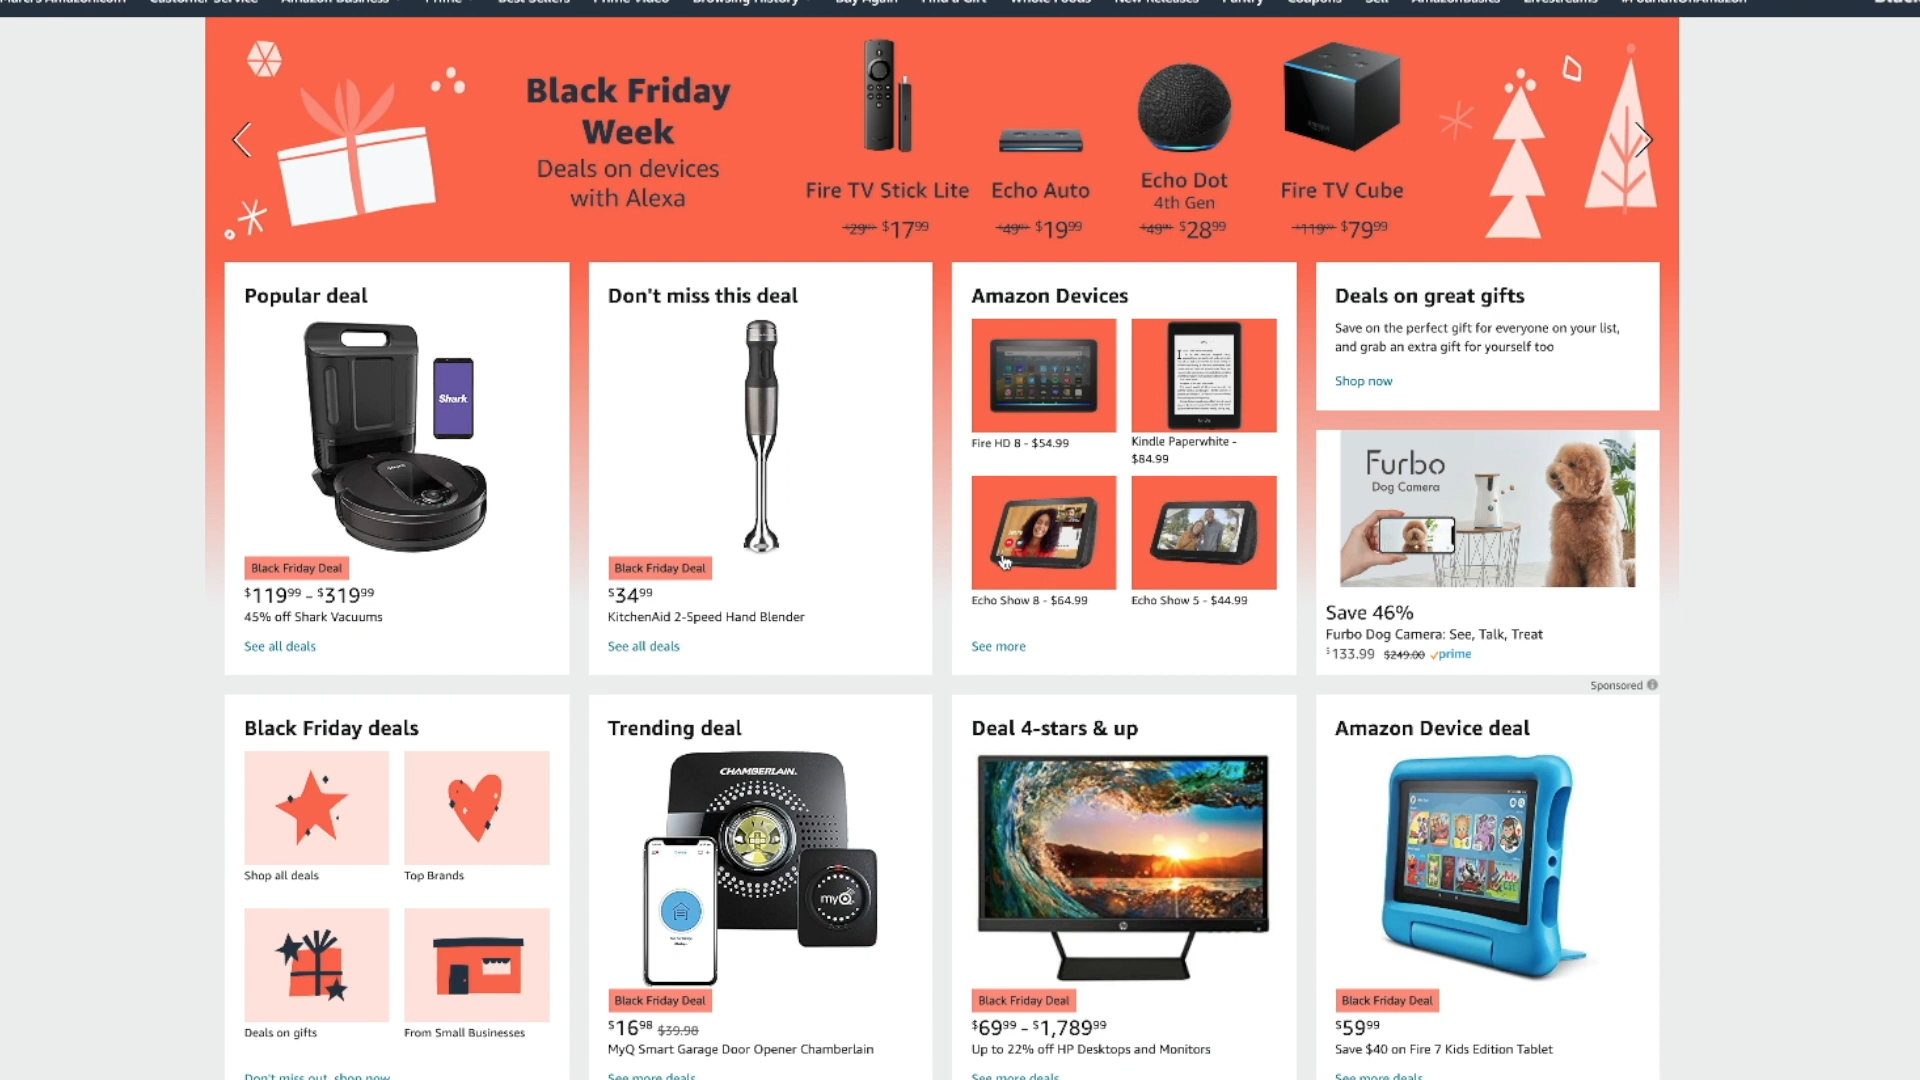 Marc's Amazon.com Customer Service Amazon Business Prime Best Sellers Prime Video Browsing History Buy Again Find a Gift Whole Foods New Releases Pantry Coupons Sell AmazonBasics Livestreams #FoundItOnAmazon
Black Friday
Week
Deals on devices
with Alexa
Fire TV Stick Lite
$29.99 $17.99
Echo Auto
$49.99 $19.99
Echo Dot
4th Gen
$49.99 $28.99
Fire TV Cube
$119.99 $79.99
Popular deal
Shark
Black Friday Deal
$119.99 - $319.99
45% off Shark Vacuums
See all deals
Don't miss this deal
Black Friday Deal
$34.99
KitchenAid 2-Speed Hand Blender
See all deals
Amazon Devices
Fire HD 8 - $54.99
Kindle Paperwhite -
$84.99
Echo Show 8 - $64.99
Echo Show 5 - $44.99
See more
Deals on great gifts
Save on the perfect gift for everyone on your list,
and grab an extra gift for yourself too
Shop now
Furbo
Dog Camera
Save 46%
Furbo Dog Camera: See, Talk, Treat
$133.99 $249.00 prime
Sponsored
Black Friday deals
Shop all deals
Top Brands
Deals on gifts
From Small Businesses
Don't miss out, shop now
Trending deal
CHAMBERLAIN.
myQ
Black Friday Deal
$16.98 $39.98
MyQ Smart Garage Door Opener Chamberlain
See more deals
Deal 4-stars & up
hp
Black Friday Deal
$69.99 - $1,789.99
Up to 22% off HP Desktops and Monitors
See more deals
Amazon Device deal
Black Friday Deal
$59.99
Save $40 on Fire 7 Kids Edition Tablet
See more deals